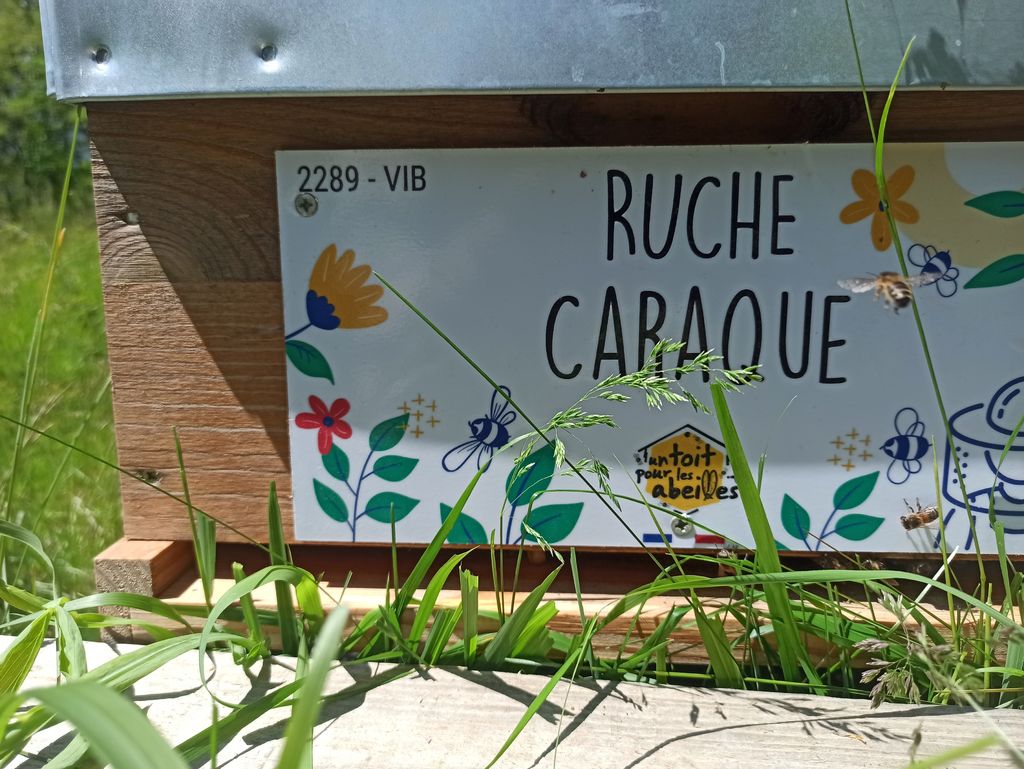 2289 - VIB
RUCHE
CARAQUE
un toit
pour les
abeilles